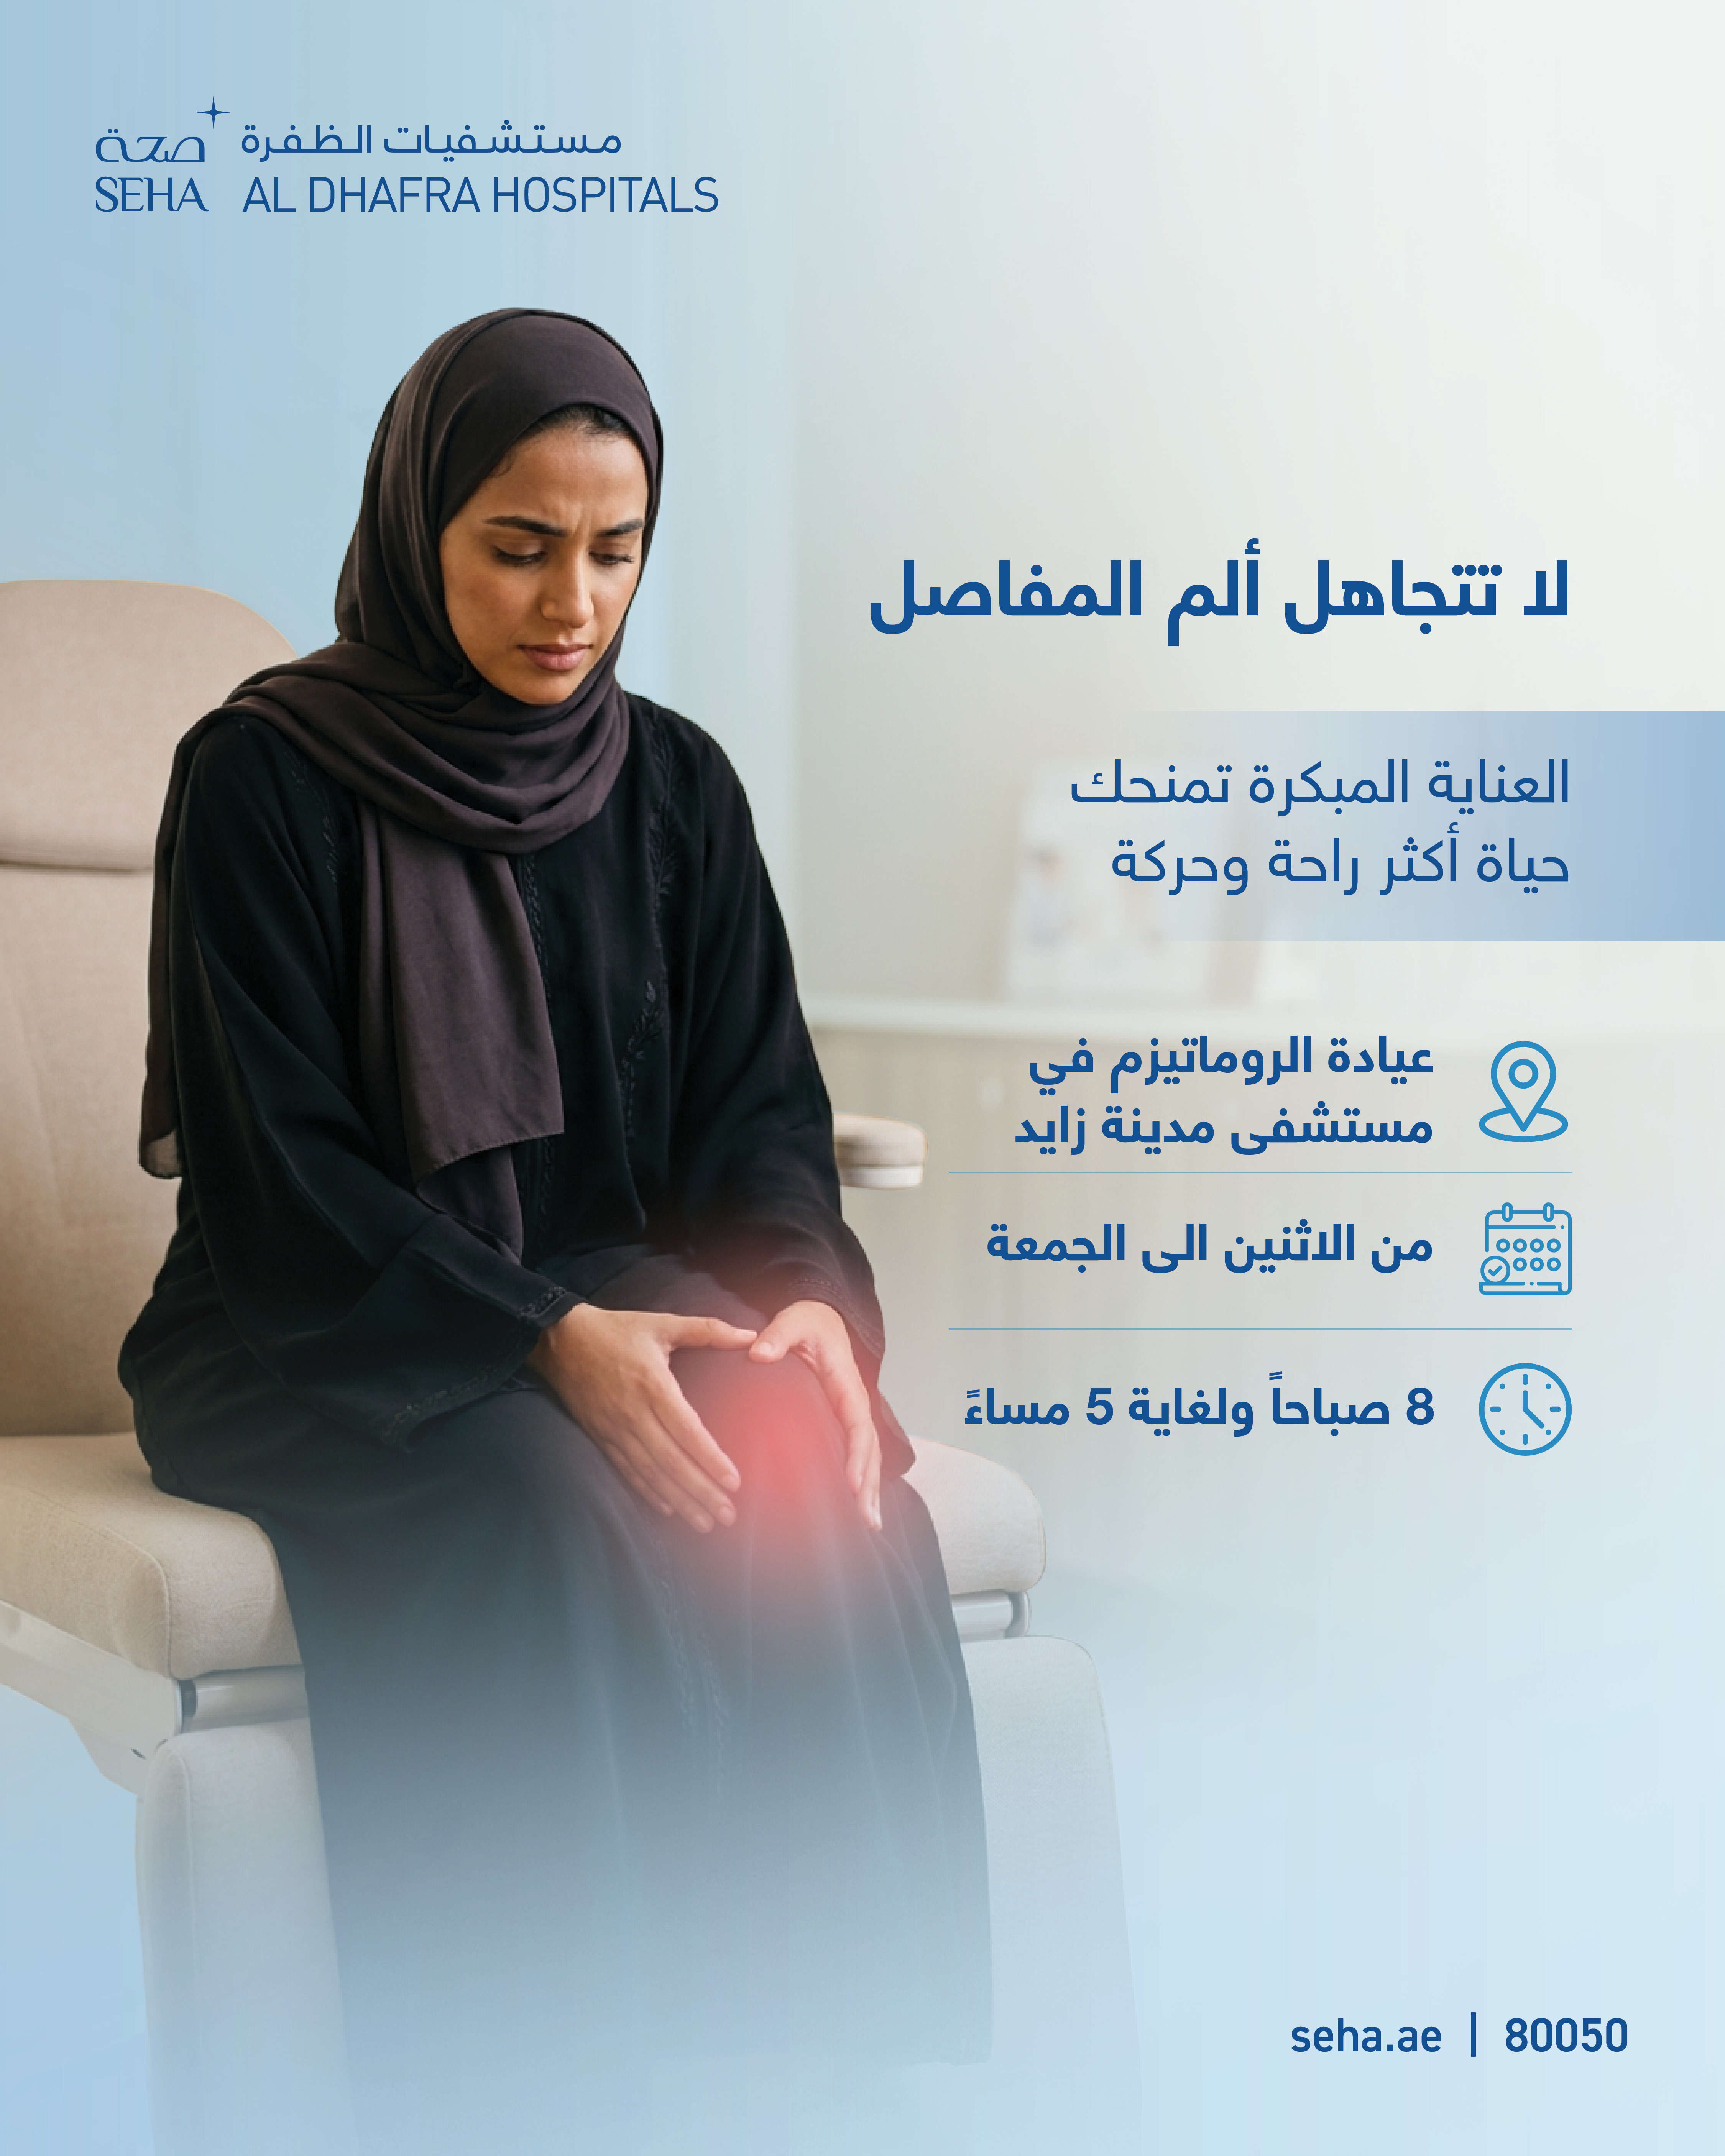 صحة
مستشفيات الظفرة
SEHA
AL DHAFRA HOSPITALS
لا تتجاهل ألم المفاصل
العناية المبكرة تمنحك
حياة أكثر راحة وحركة
عيادة الروماتيزم في
مستشفى مدينة زايد
من الاثنين الى الجمعة
8 صباحاً ولغاية 5 مساءً
seha.ae | 80050